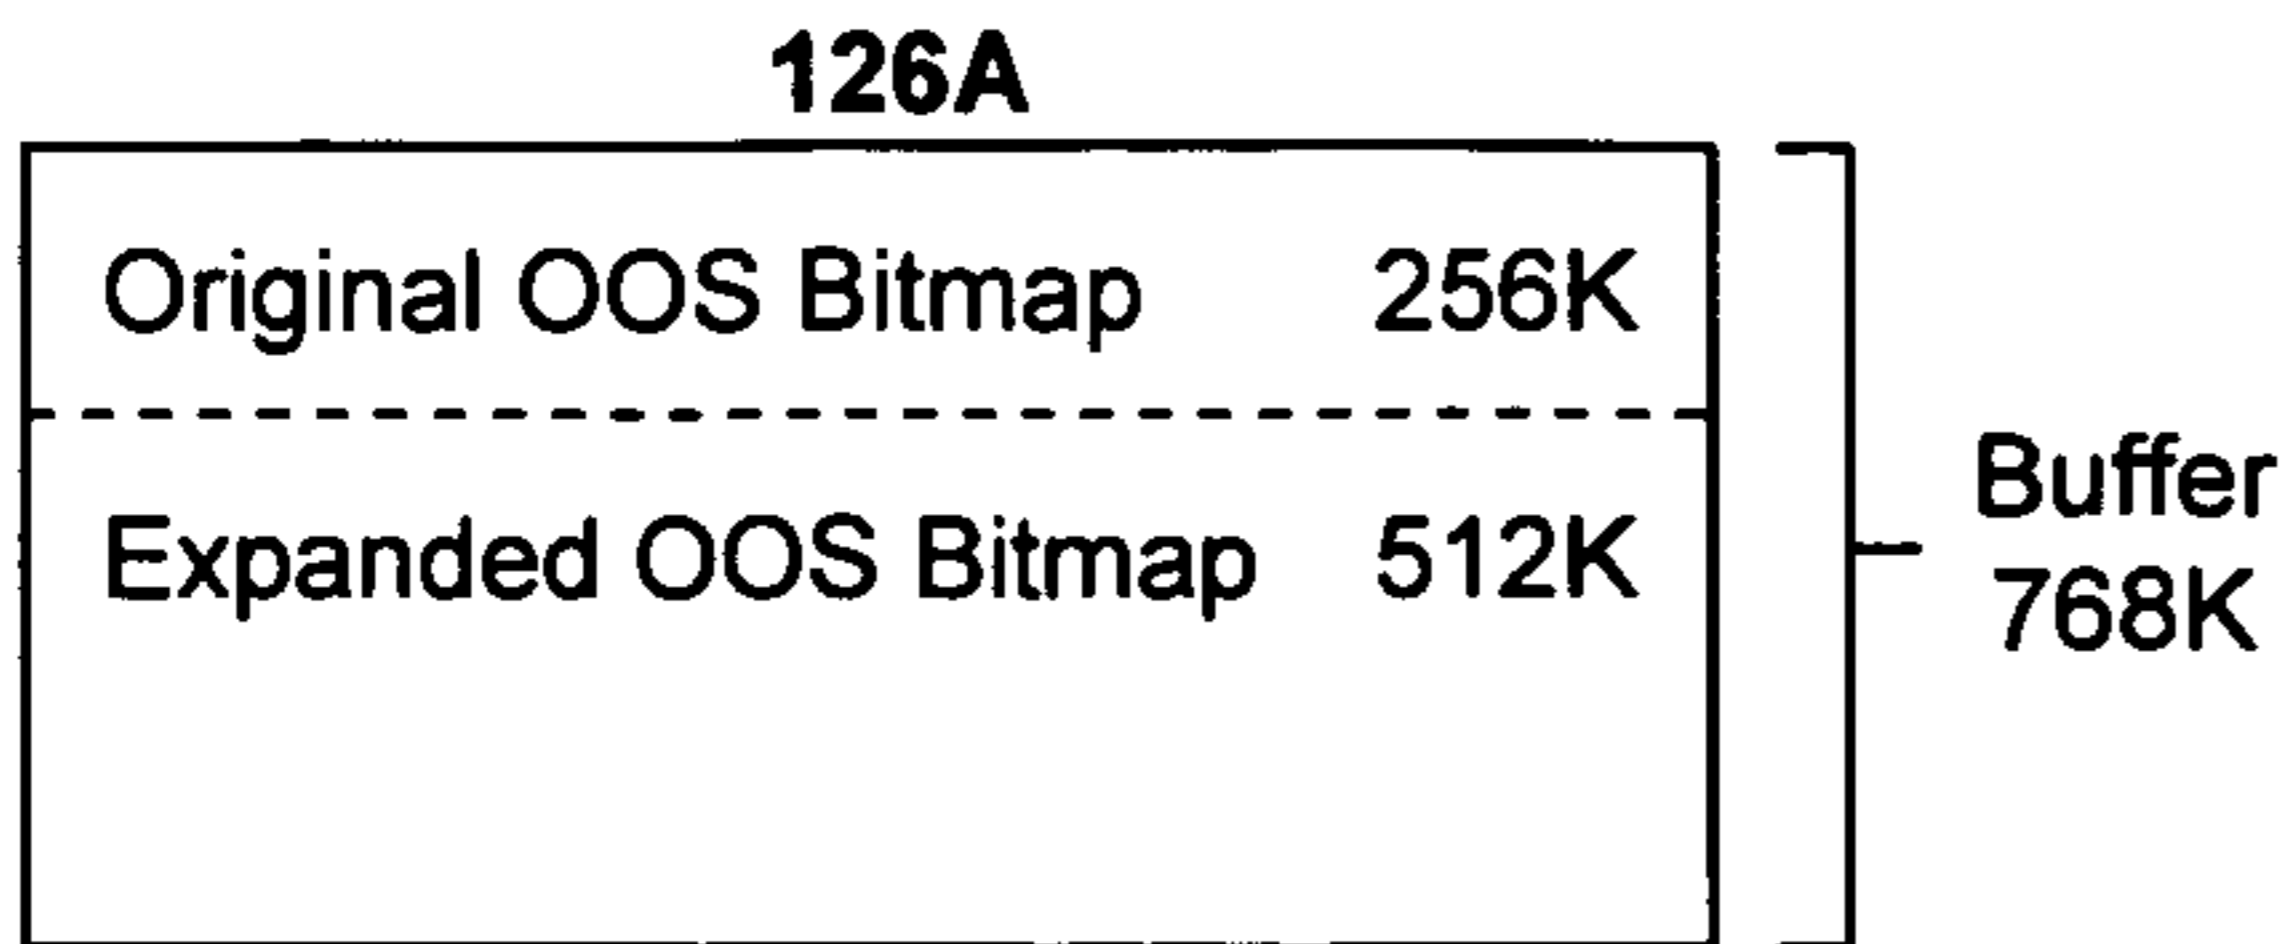 126A
Original OOS Bitmap 256K
Expanded OOS Bitmap 512K
Buffer
768K